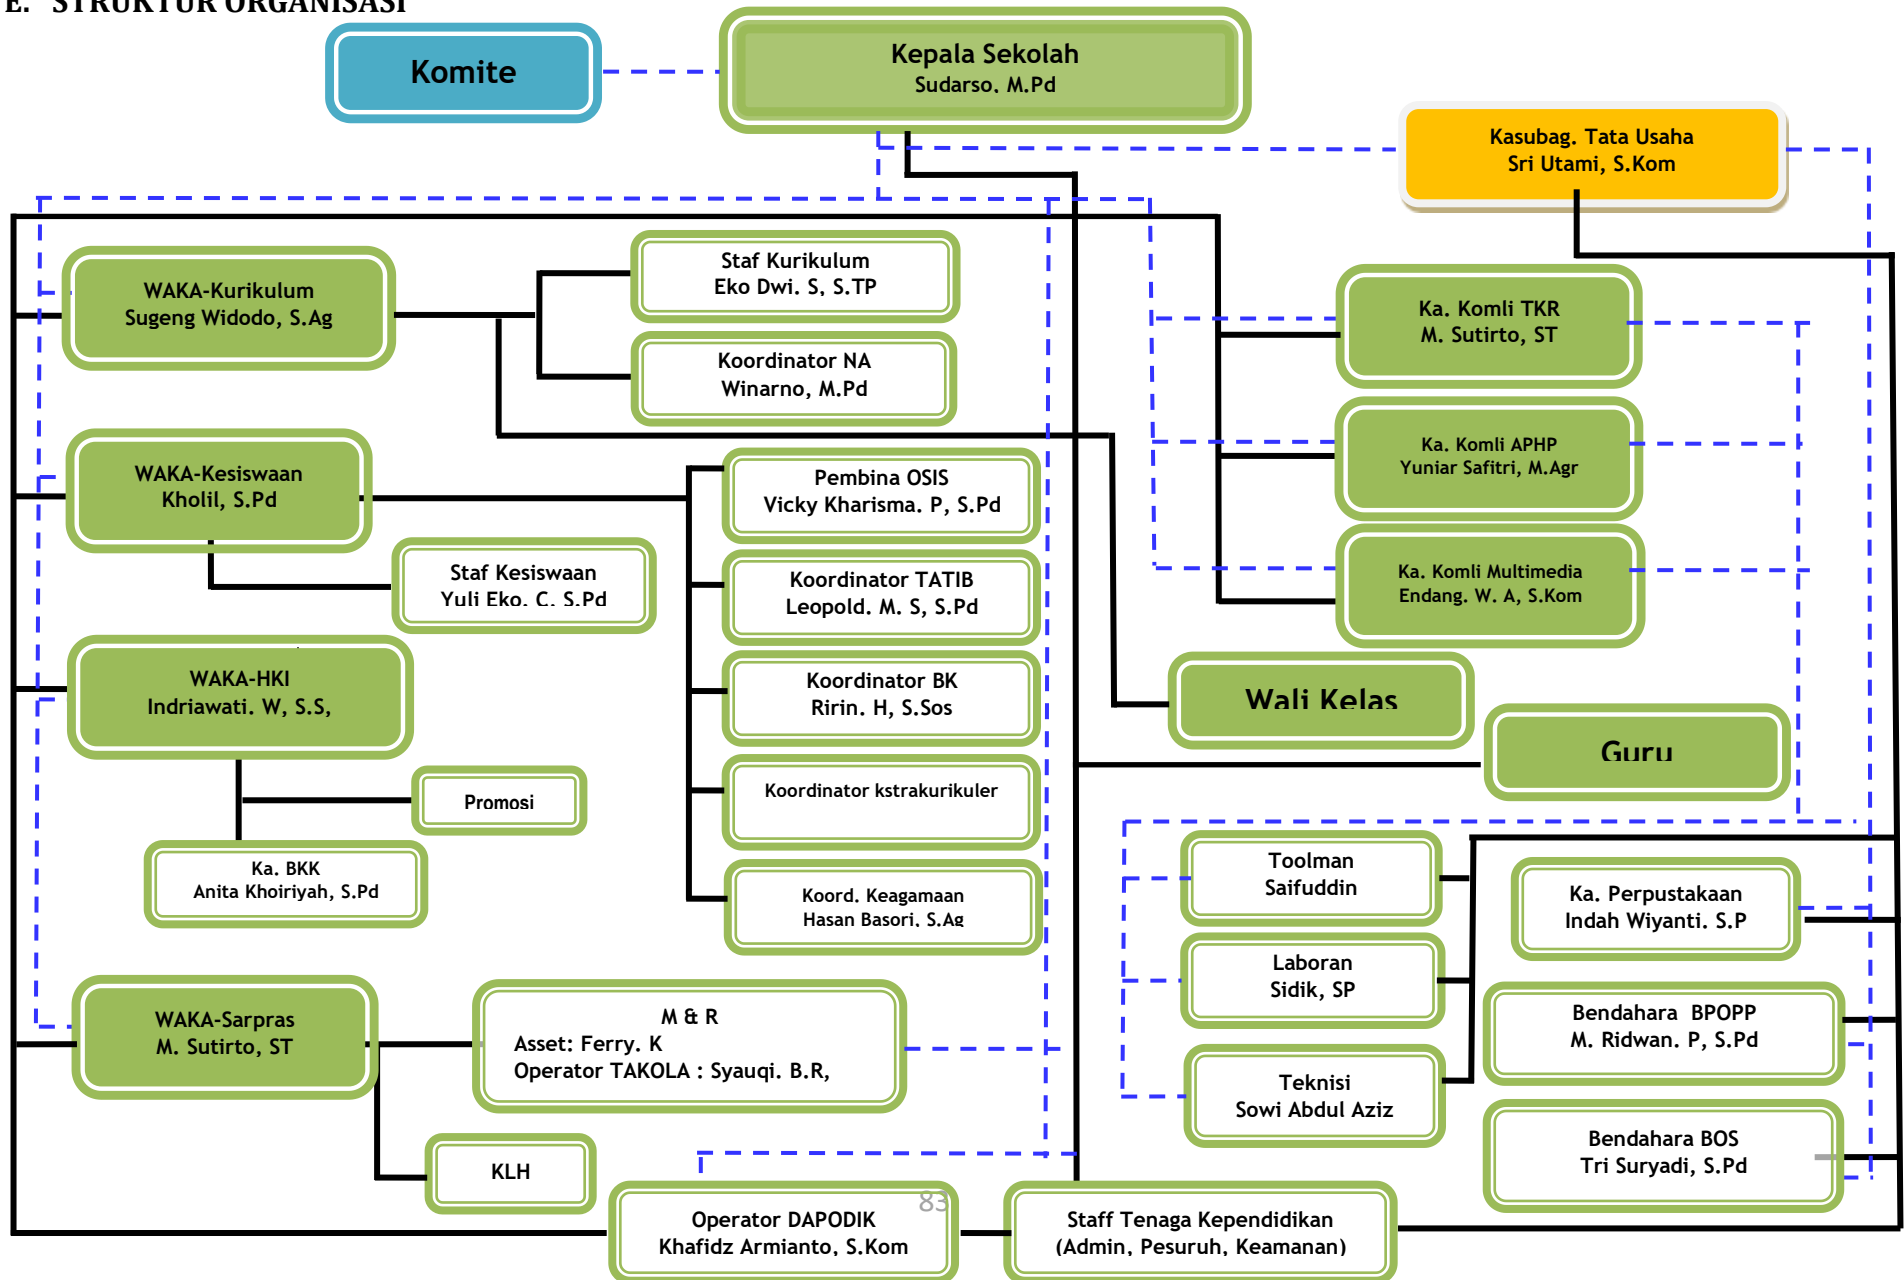 E. STRUKTUR ORGANISASI
Komite
Kepala Sekolah
Sudarso, M.Pd
Kasubag. Tata Usaha
Sri Utami, S.Kom
WAKA-Kurikulum
Sugeng Widodo, S.Ag
Staf Kurikulum
Eko Dwi. S, S.TP
Koordinator NA
Winarno, M.Pd
Ka. Komli TKR
M. Sutirto, ST
Ka. Komli APHP
Yuniar Safitri, M.Agr
Ka. Komli Multimedia
Endang. W. A, S.Kom
WAKA-Kesiswaan
Kholil, S.Pd
Staf Kesiswaan
Yuli Eko. C. S.Pd
Pembina OSIS
Vicky Kharisma. P, S.Pd
Koordinator TATIB
Leopold. M. S, S.Pd
Koordinator BK
Ririn. H, S.Sos
Koordinator kstrakurikuler
Koord. Keagamaan
Hasan Basori, S.Ag
WAKA-HKI
Indriawati. W, S.S,
Promosi
Ka. BKK
Anita Khoiriyah, S.Pd
Wali Kelas
Guru
Toolman
Saifuddin
Laboran
Sidik, SP
Teknisi
Sowi Abdul Aziz
Ka. Perpustakaan
Indah Wiyanti. S.P
Bendahara BPOPP
M. Ridwan. P, S.Pd
Bendahara BOS
Tri Suryadi, S.Pd
WAKA-Sarpras
M. Sutirto, ST
M & R
Asset: Ferry. K
Operator TAKOLA : Syauqi. B.R,
KLH
83
Operator DAPODIK
Khafidz Armianto, S.Kom
Staff Tenaga Kependidikan
(Admin, Pesuruh, Keamanan)